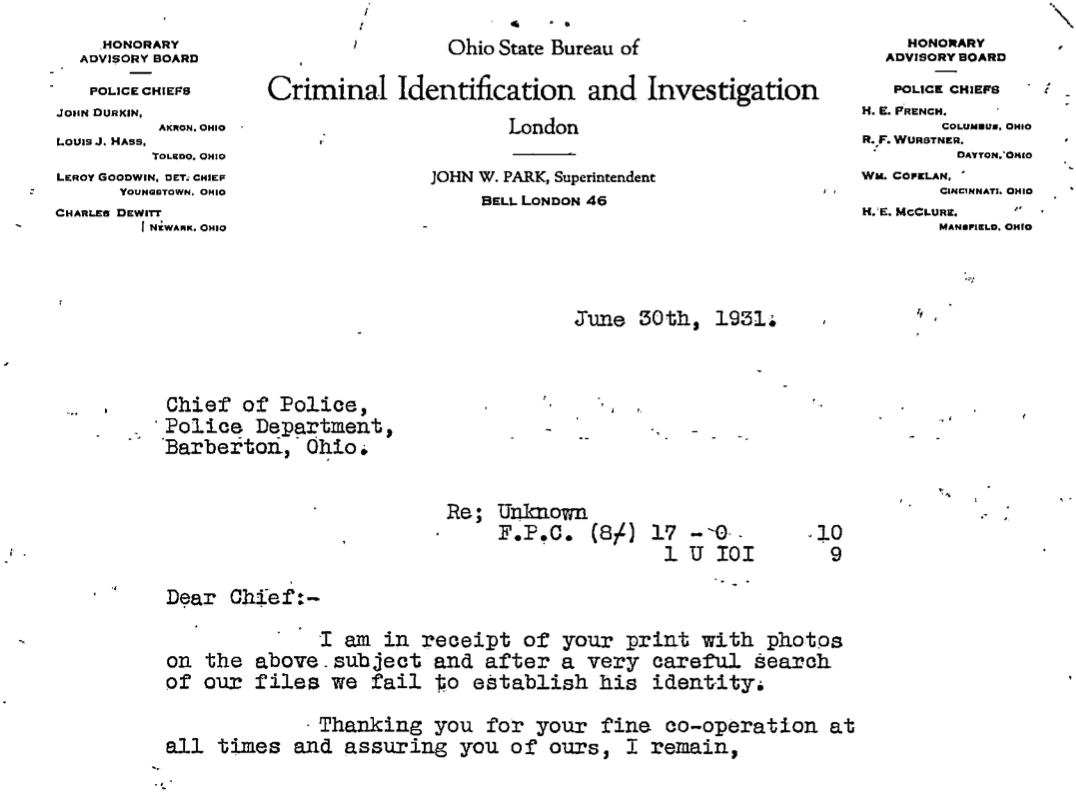 HONORARY
ADVISORY BOARD
POLICE CHIEFS
JOHN DURKIN,
AKRON, OHIO
LOUIS J. HASS,
TOLEDO, OHIO
LEROY GOODWIN, DET. CHIEF
YOUNGSTOWN, OHIO
CHARLES DEWITT
NEWARK, OHIO
Ohio State Bureau of
Criminal Identification and Investigation
London
JOHN W. PARK, Superintendent
BELL LONDON 46
HONORARY
ADVISORY BOARD
POLICE CHIEFS
H. E. FRENCH,
COLUMBUS, OHIO
R. F. WURSTNER,
DAYTON, OHIO
WM. COPELAN,
CINCINNATI, OHIO
H. E. MCCLURE,
MANSFIELD, OHIO
June 30th, 1931.
Chief of Police,
Police Department,
Barberton, Ohio.
Re; Unknown
F.P.C. (8/) 17 - 0 10
1 U IOI 9
Dear Chief:-
I am in receipt of your print with photos
on the above subject and after a very careful search
of our files we fail to establish his identity.
Thanking you for your fine co-operation at
all times and assuring you of ours, I remain,